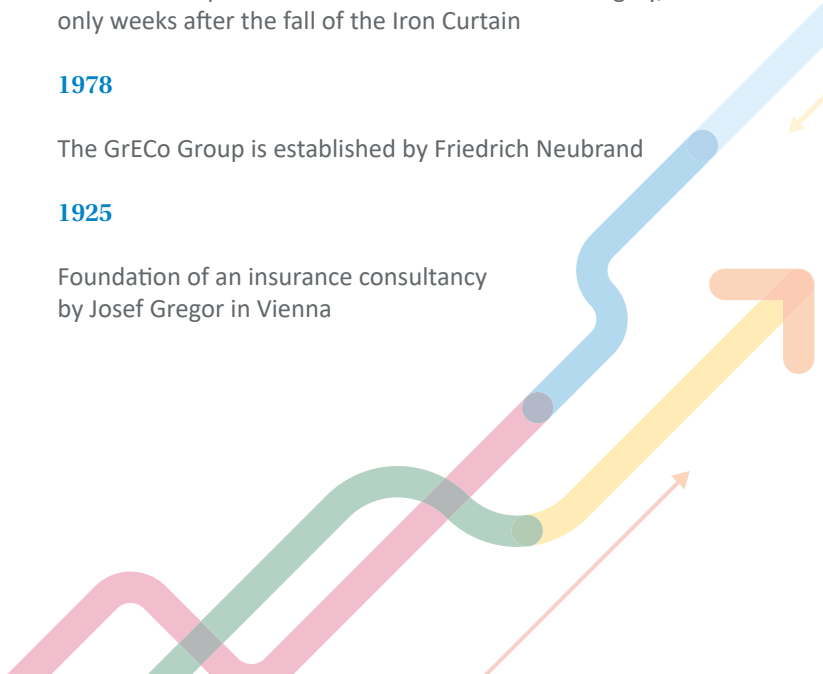 only weeks after the fall of the Iron Curtain
1978
The GrECo Group is established by Friedrich Neubrand
1925
Foundation of an insurance consultancy
by Josef Gregor in Vienna